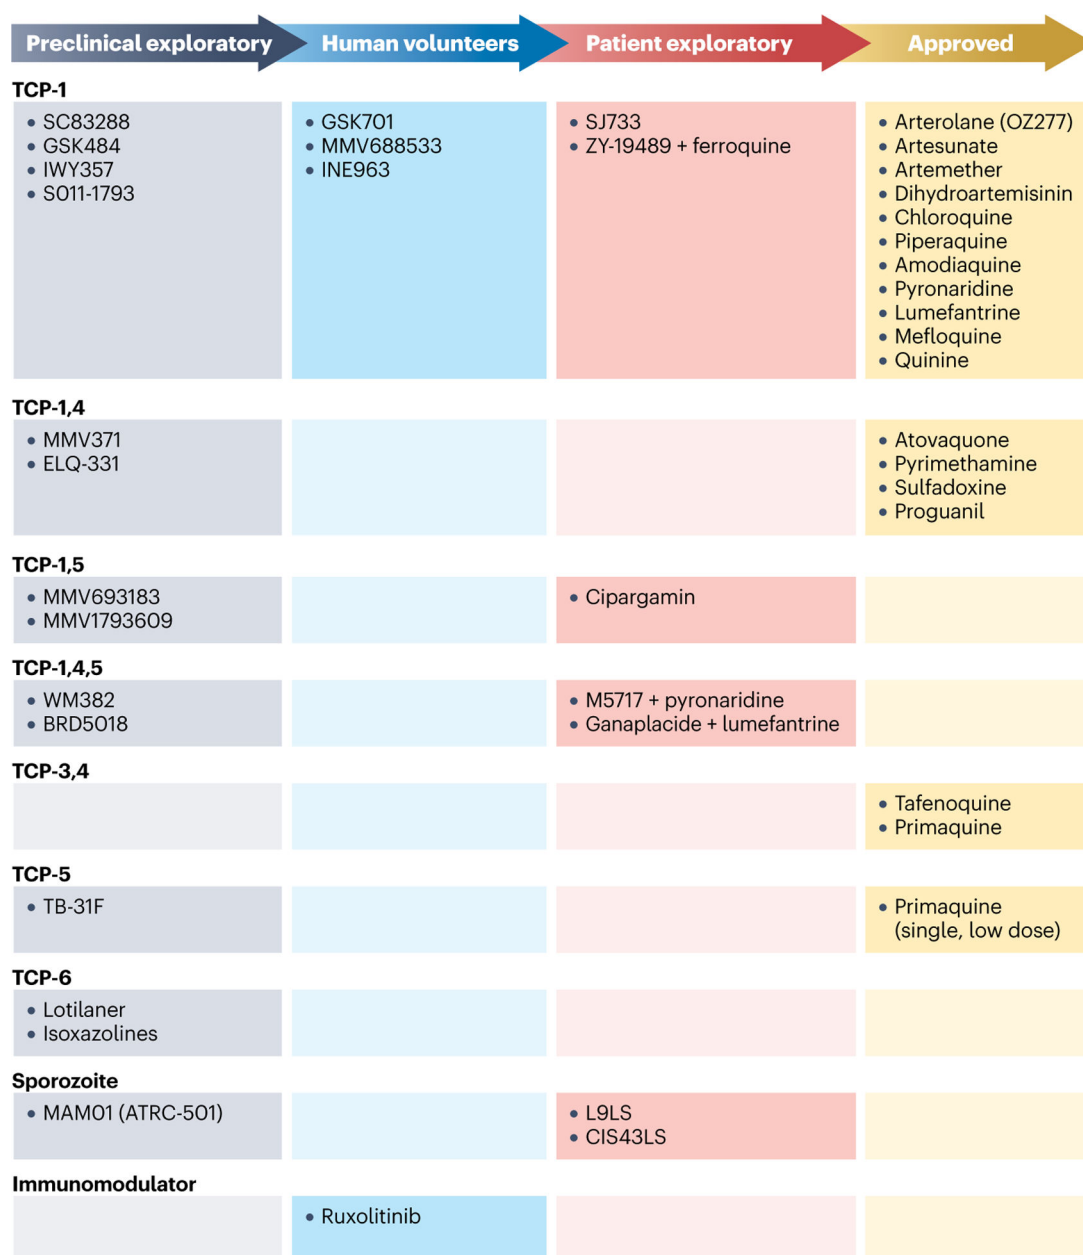 Preclinical exploratory
Human volunteers
Patient exploratory
Approved
TCP-1
• SC83288
• GSK484
• IWY357
• S011-1793
• GSK701
• MMV688533
• INE963
• SJ733
• ZY-19489 + ferroquine
• Arterolane (OZ277)
• Artesunate
• Artemether
• Dihydroartemisinin
• Chloroquine
• Piperaquine
• Amodiaquine
• Pyronaridine
• Lumefantrine
• Mefloquine
• Quinine
TCP-1,4
• MMV371
• ELQ-331
• Atovaquone
• Pyrimethamine
• Sulfadoxine
• Proguanil
TCP-1,5
• MMV693183
• MMV1793609
• Cipargamin
TCP-1,4,5
• WM382
• BRD5018
• M5717 + pyronaridine
• Ganaplacide + lumefantrine
TCP-3,4
• Tafenoquine
• Primaquine
TCP-5
• TB-31F
• Primaquine
(single, low dose)
TCP-6
• Lotilaner
• Isoxazolines
Sporozoite
• MAM01 (ATRC-501)
• L9LS
• CIS43LS
Immunomodulator
• Ruxolitinib